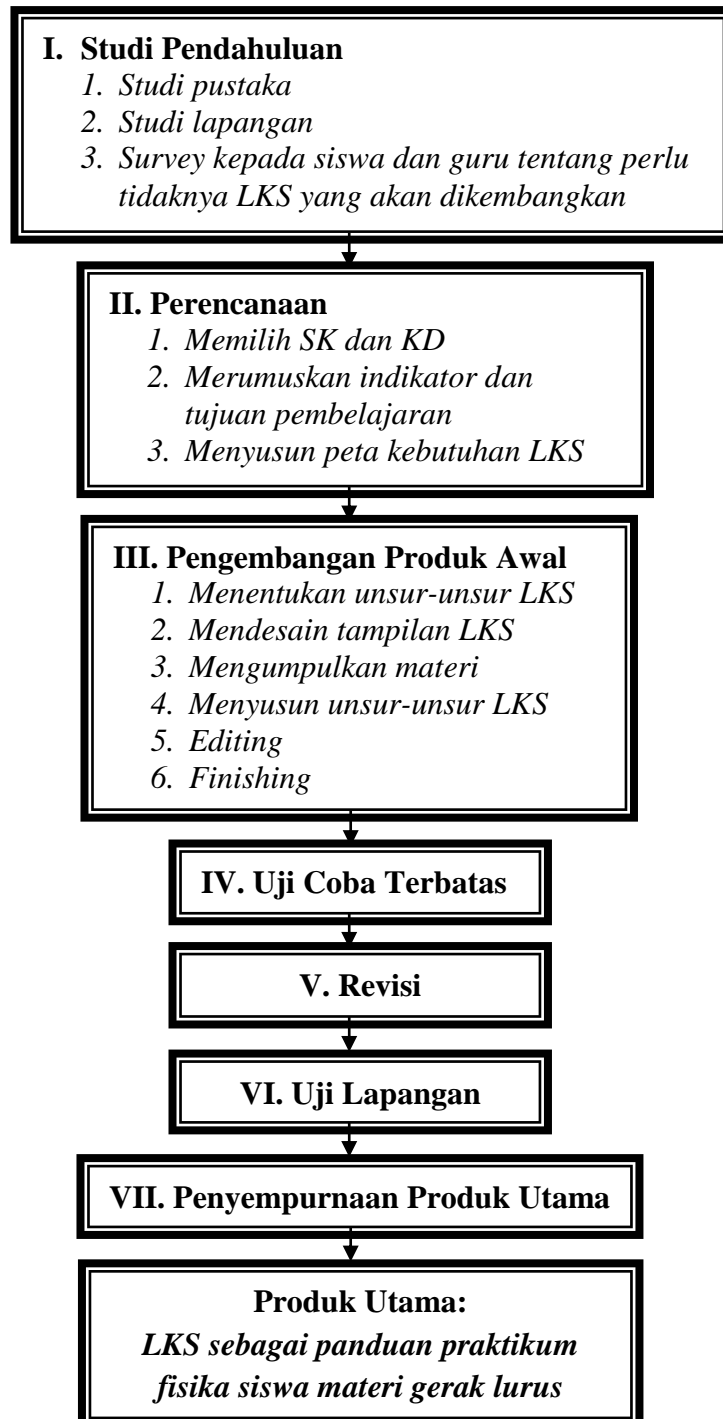 I. Studi Pendahuluan
1. Studi pustaka
2. Studi lapangan
3. Survey kepada siswa dan guru tentang perlu
tidaknya LKS yang akan dikembangkan
II. Perencanaan
1. Memilih SK dan KD
2. Merumuskan indikator dan
tujuan pembelajaran
3. Menyusun peta kebutuhan LKS
III. Pengembangan Produk Awal
1. Menentukan unsur-unsur LKS
2. Mendesain tampilan LKS
3. Mengumpulkan materi
4. Menyusun unsur-unsur LKS
5. Editing
6. Finishing
IV. Uji Coba Terbatas
V. Revisi
VI. Uji Lapangan
VII. Penyempurnaan Produk Utama
Produk Utama:
LKS sebagai panduan praktikum
fisika siswa materi gerak lurus